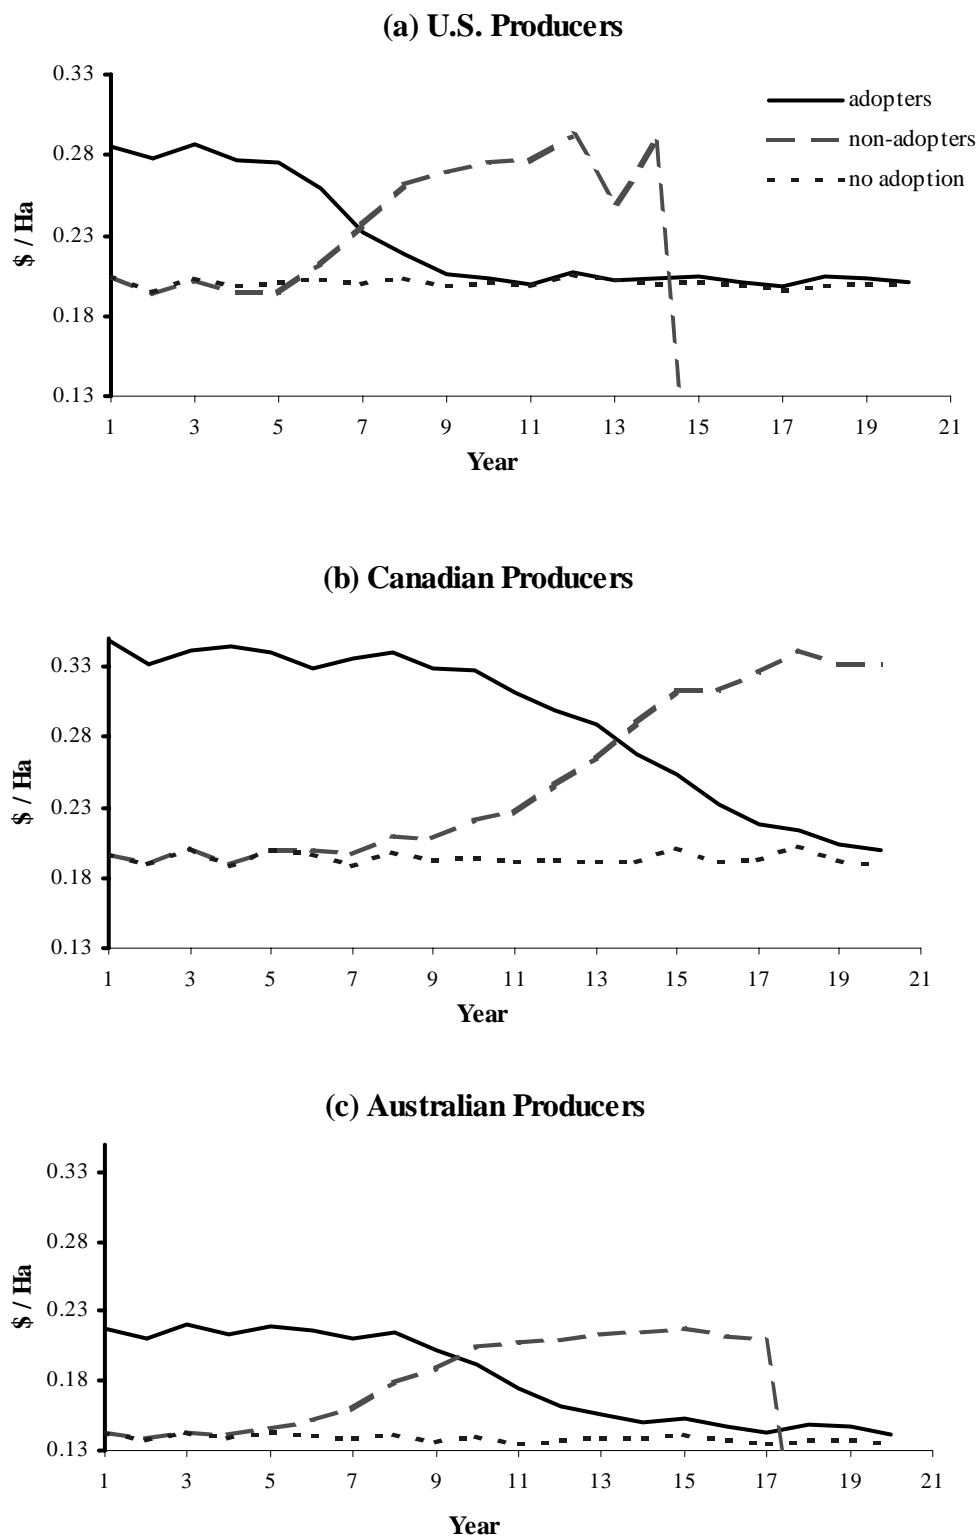 (a) U.S. Producers
0.33
0.28
0.23
0.18
0.13
$ / Ha
adopters
non-adopters
no adoption
1 3 5 7 9 11 13 15 17 19 21
Year
(b) Canadian Producers
0.33
0.28
0.23
0.18
0.13
$ / Ha
1 3 5 7 9 11 13 15 17 19 21
Year
(c) Australian Producers
0.33
0.28
0.23
0.18
0.13
$ / Ha
1 3 5 7 9 11 13 15 17 19 21
Year